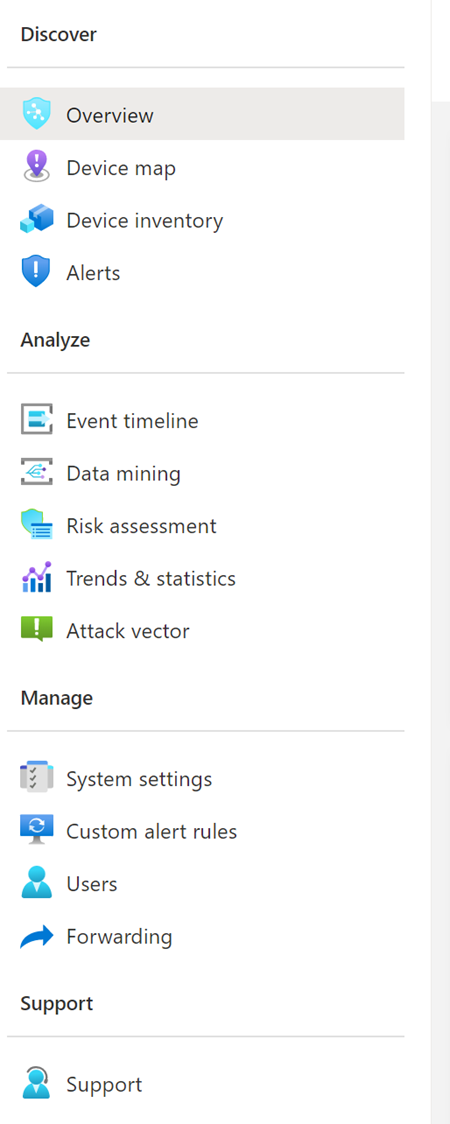 Discover
Overview
Device map
Device inventory
Alerts
Analyze
Event timeline
Data mining
Risk assessment
Trends & statistics
Attack vector
Manage
System settings
Custom alert rules
Users
Forwarding
Support
Support